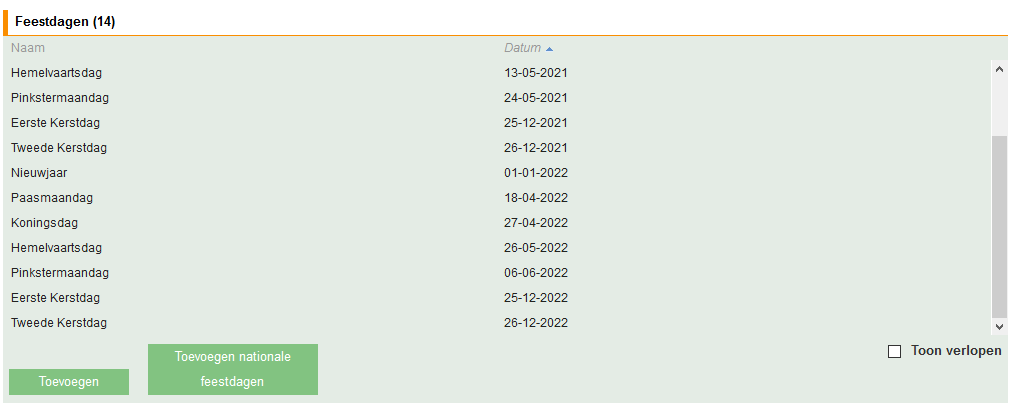 Feestdagen (14)
Naam Datum
Hemelvaartsdag 13-05-2021
Pinkstermaandag 24-05-2021
Eerste Kerstdag 25-12-2021
Tweede Kerstdag 26-12-2021
Nieuwjaar 01-01-2022
Paasmaandag 18-04-2022
Koningsdag 27-04-2022
Hemelvaartsdag 26-05-2022
Pinkstermaandag 06-06-2022
Eerste Kerstdag 25-12-2022
Tweede Kerstdag 26-12-2022
Toon verlopen
Toevoegen
Toevoegen nationale
feestdagen